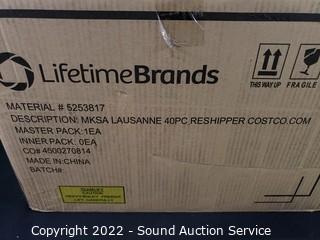 LifetimeBrands
THIS WAY UP FRAGILE
MATERIAL # 5253817
DESCRIPTION: MKSA LAUSANNE 40PC RESHIPPER COSTCO.COM
MASTER PACK:1EA
INNER PACK: 0EA
CO# 4500270814
MADE IN:CHINA
BATCH#:
CAUTION
Copyright 2022 - Sound Auction Service